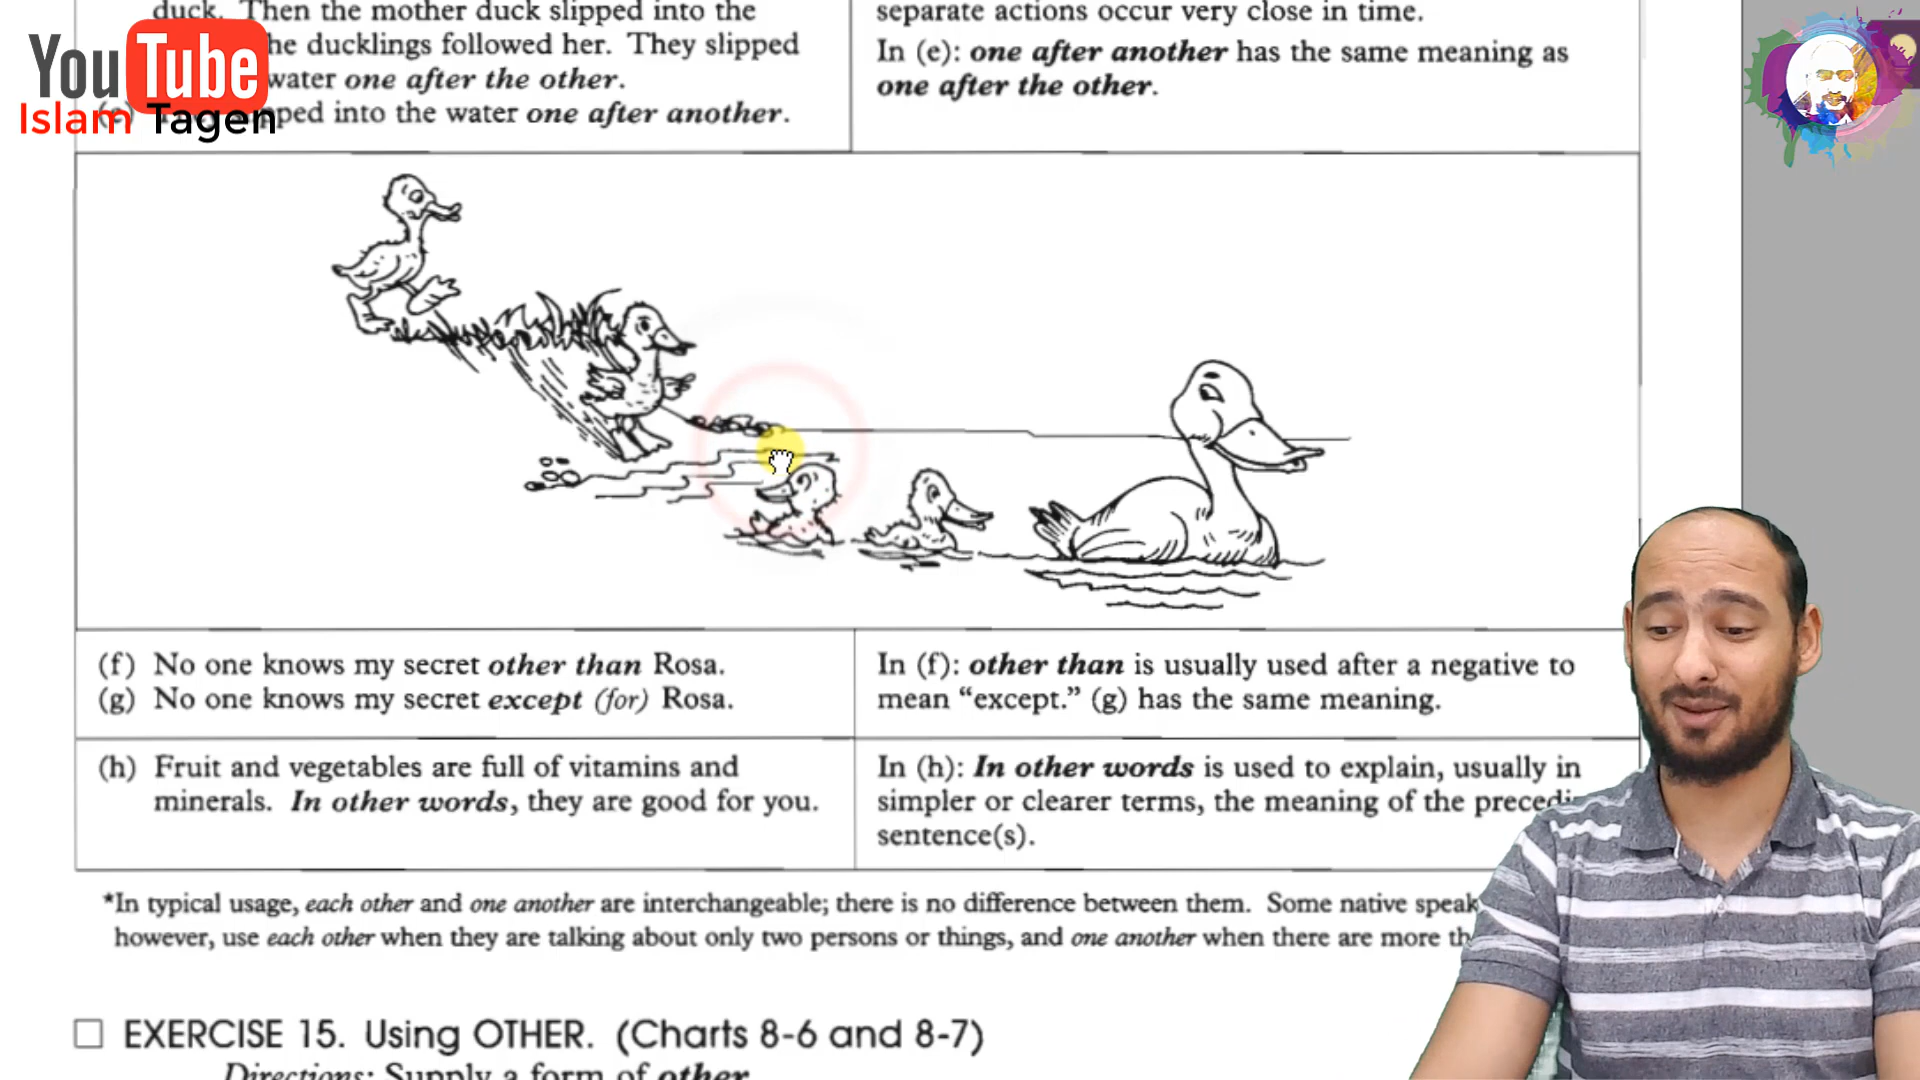 duck. Then the mother duck slipped into the
he ducklings followed her. They slipped
water one after the other.
pped into the water one after another.
separate actions occur very close in time.
In (e): one after another has the same meaning as
one after the other.
YouTube
Islam Tagen
(f) No one knows my secret other than Rosa.
(g) No one knows my secret except (for) Rosa.
In (f): other than is usually used after a negative to
mean “except.” (g) has the same meaning.
(h) Fruit and vegetables are full of vitamins and
minerals. In other words, they are good for you.
In (h): In other words is used to explain, usually in
simpler or clearer terms, the meaning of the precedi
sentence(s).
*In typical usage, each other and one another are interchangeable; there is no difference between them. Some native speak
however, use each other when they are talking about only two persons or things, and one another when there are more th
EXERCISE 15. Using OTHER. (Charts 8-6 and 8-7)
Directions: Supply a form of other